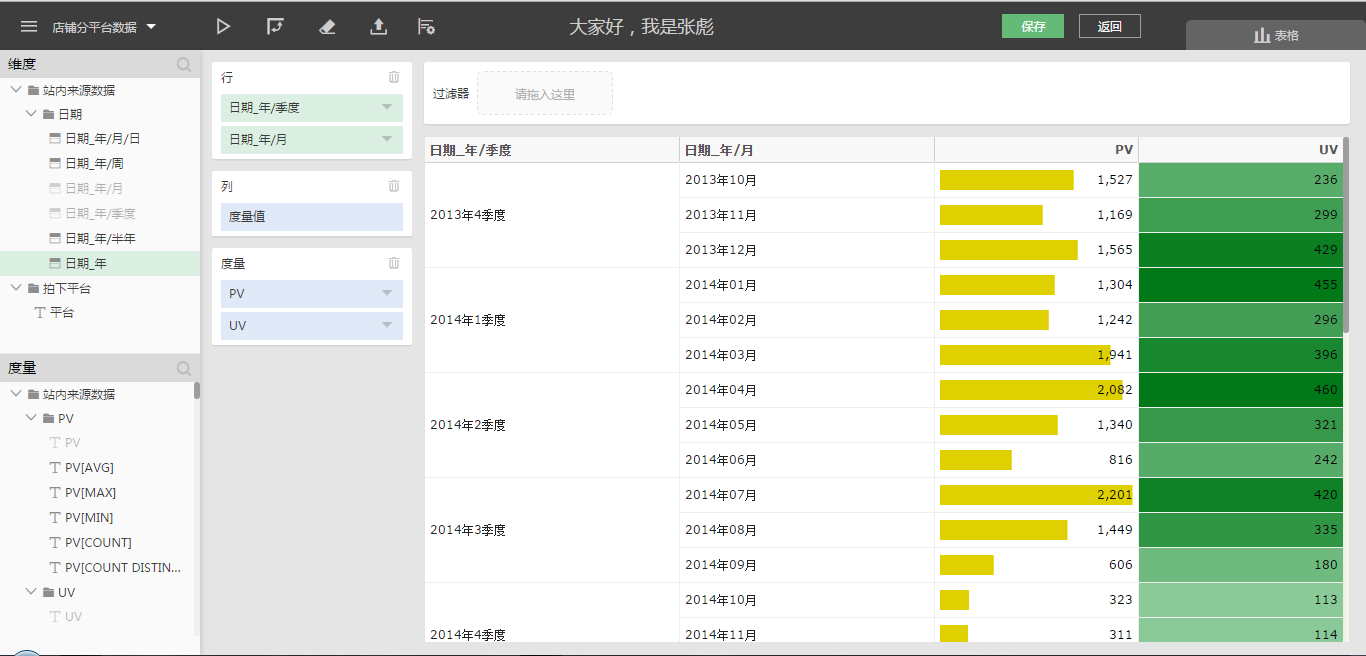 店铺分平台数据
大家好，我是张彪
保存
返回
表格
维度
站内来源数据
日期
日期_年/月/日
日期_年/周
日期_年/月
日期_年/季度
日期_年/半年
日期_年
拍下平台
平台
度量
站内来源数据
PV
PV
PV[AVG]
PV[MAX]
PV[MIN]
PV[COUNT]
PV[COUNT DISTIN...
UV
UV
行
日期_年/季度
日期_年/月
列
度量值
度量
PV
UV
过滤器 请拖入这里
日期_年/季度 日期_年/月 PV UV
2013年10月 1,527 236
2013年4季度 2013年11月 1,169 299
2013年12月 1,565 429
2014年01月 1,304 455
2014年1季度 2014年02月 1,242 296
2014年03月 1,941 396
2014年04月 2,082 460
2014年2季度 2014年05月 1,340 321
2014年06月 816 242
2014年07月 2,201 420
2014年3季度 2014年08月 1,449 335
2014年09月 606 180
2014年10月 323 113
2014年4季度 2014年11月 311 114